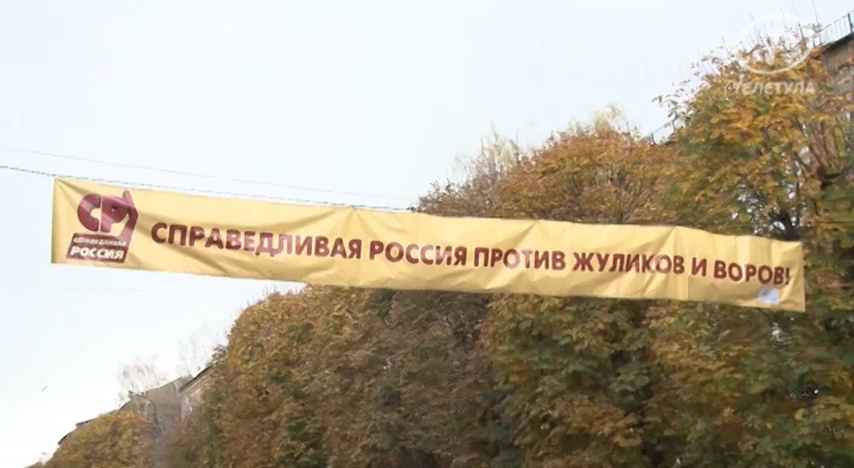 ТЕЛЕТУЛА
СР
СПРАВЕДЛИВАЯ
РОССИЯ
СПРАВЕДЛИВАЯ РОССИЯ ПРОТИВ ЖУЛИКОВ И ВОРОВ!